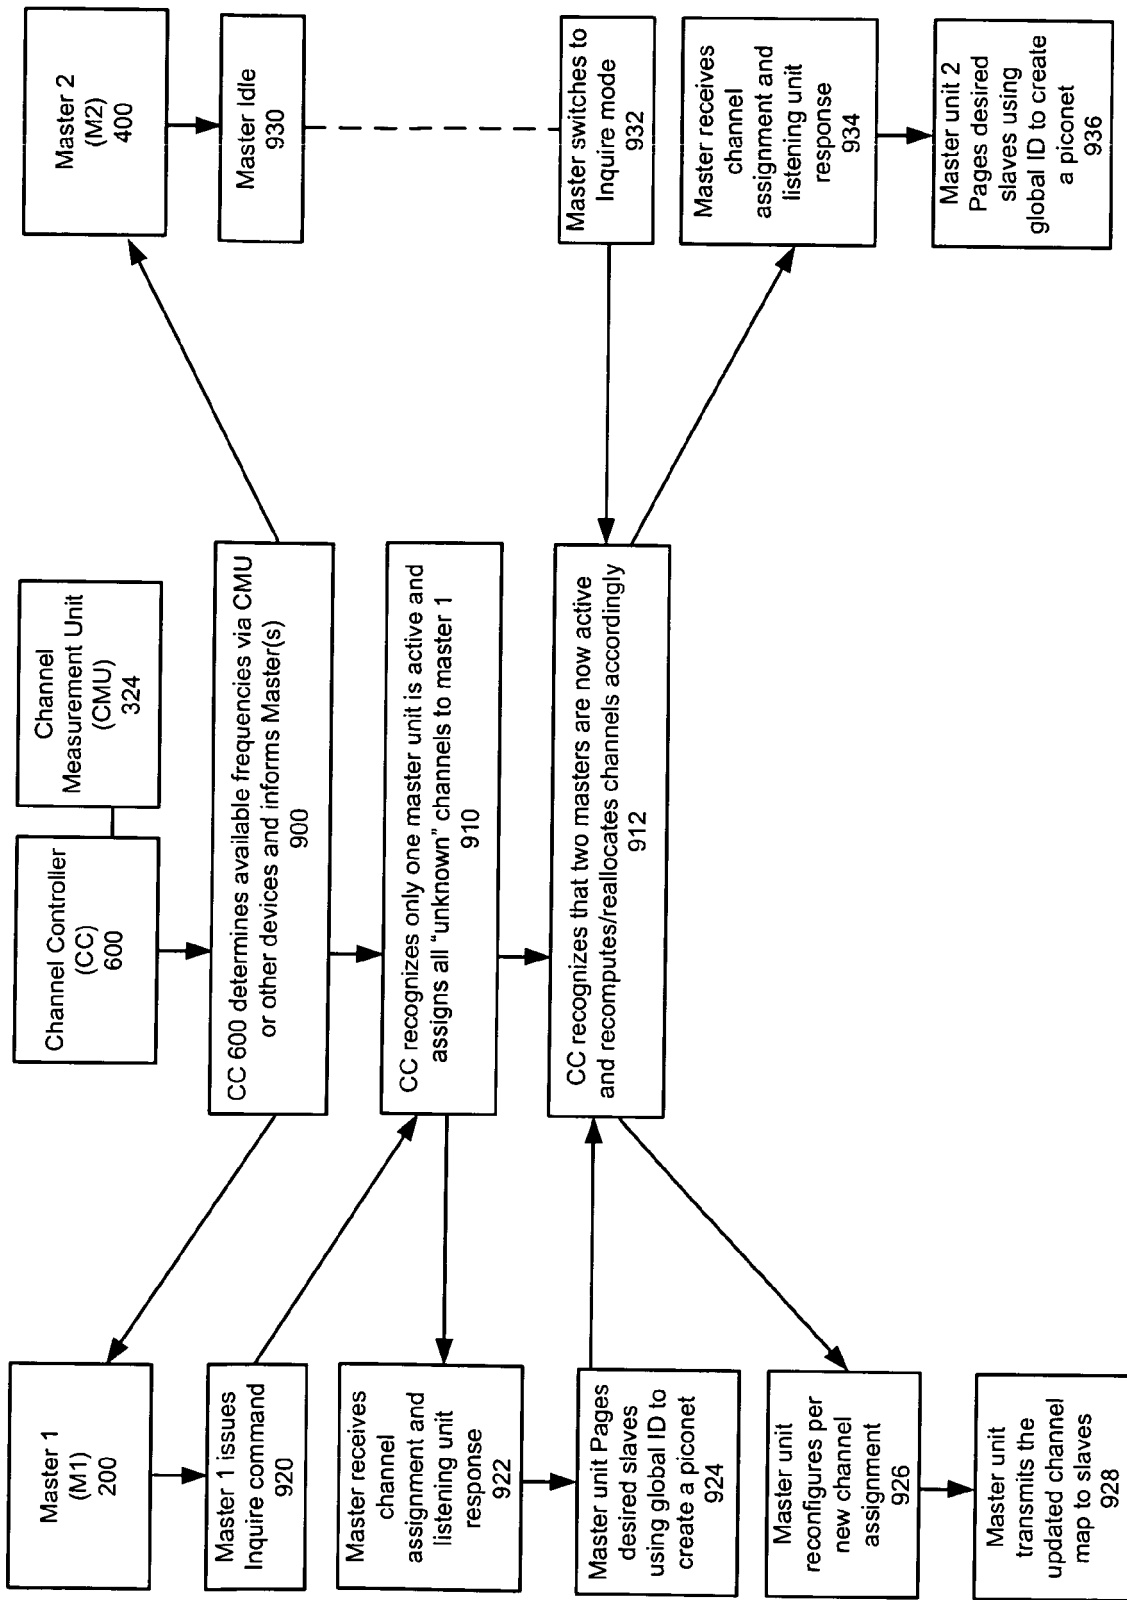 Master 1
(M1)
200
Master 1 issues
Inquire command
920
Master receives
channel
assignment and
listening unit
response
922
Master unit Pages
desired slaves
using global ID to
create a piconet
924
Master unit
reconfigures per
new channel
assignment
926
Master unit
transmits the
updated channel
map to slaves
928
Channel Controller
(CC)
600
Channel
Measurement Unit
(CMU)
324
CC 600 determines available frequencies via CMU
or other devices and informs Master(s)
900
CC recognizes only one master unit is active and
assigns all “unknown” channels to master 1
910
CC recognizes that two masters are now active
and recomputes/reallocates channels accordingly
912
Master 2
(M2)
400
Master Idle
930
Master switches to
Inquire mode
932
Master receives
channel
assignment and
listening unit
response
934
Master unit 2
Pages desired
slaves using
global ID to create
a piconet
936